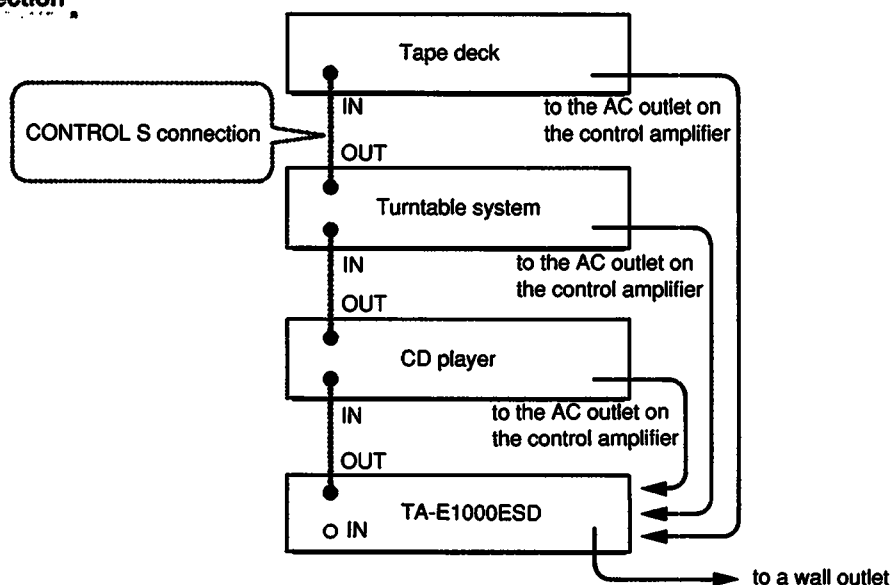 Tape deck
IN
to the AC outlet on
the control amplifier
CONTROL S connection
OUT
Turntable system
IN
to the AC outlet on
the control amplifier
OUT
CD player
IN
to the AC outlet on
the control amplifier
OUT
TA-E1000ESD
IN
to a wall outlet